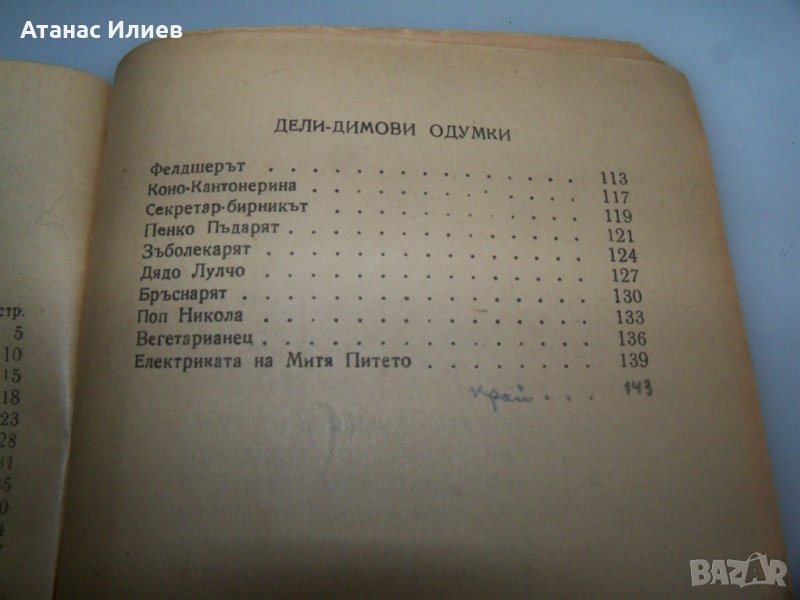 Атанас Илиев
стр.
5
10
15
18
23
28
ДЕЛИ-ДИМОВИ ОДУМКИ
Фелдшерът . . . . . . . . . . . . . 113
Коно-Кантонерина . . . . . . . . . . . 117
Секретар-бирникът . . . . . . . . . . 119
Пенко Пъдарят . . . . . . . . . . . . 121
Зъболекарят . . . . . . . . . . . . . 124
Дядо Лулчо . . . . . . . . . . . . . 127
Бръснарят . . . . . . . . . . . . . . 130
Поп Никола . . . . . . . . . . . . . 133
Вегетарианец . . . . . . . . . . . . . 136
Електриката на Митя Питето . . . . . . . 139
край . . . 143
BAZAR